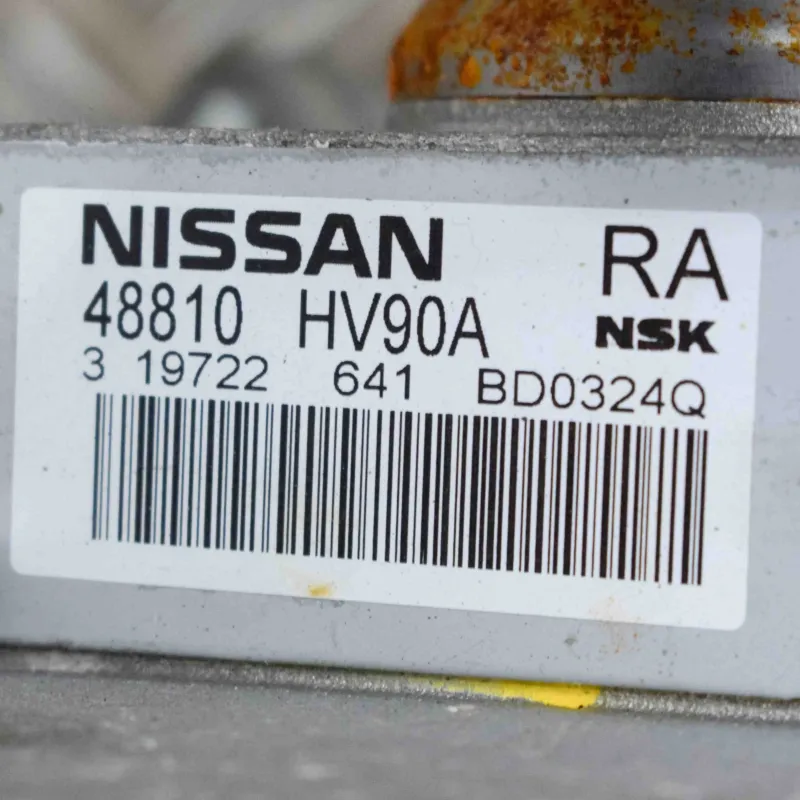 NISSAN RA
48810 HV90A NSK
3 19722 641 BD0324Q